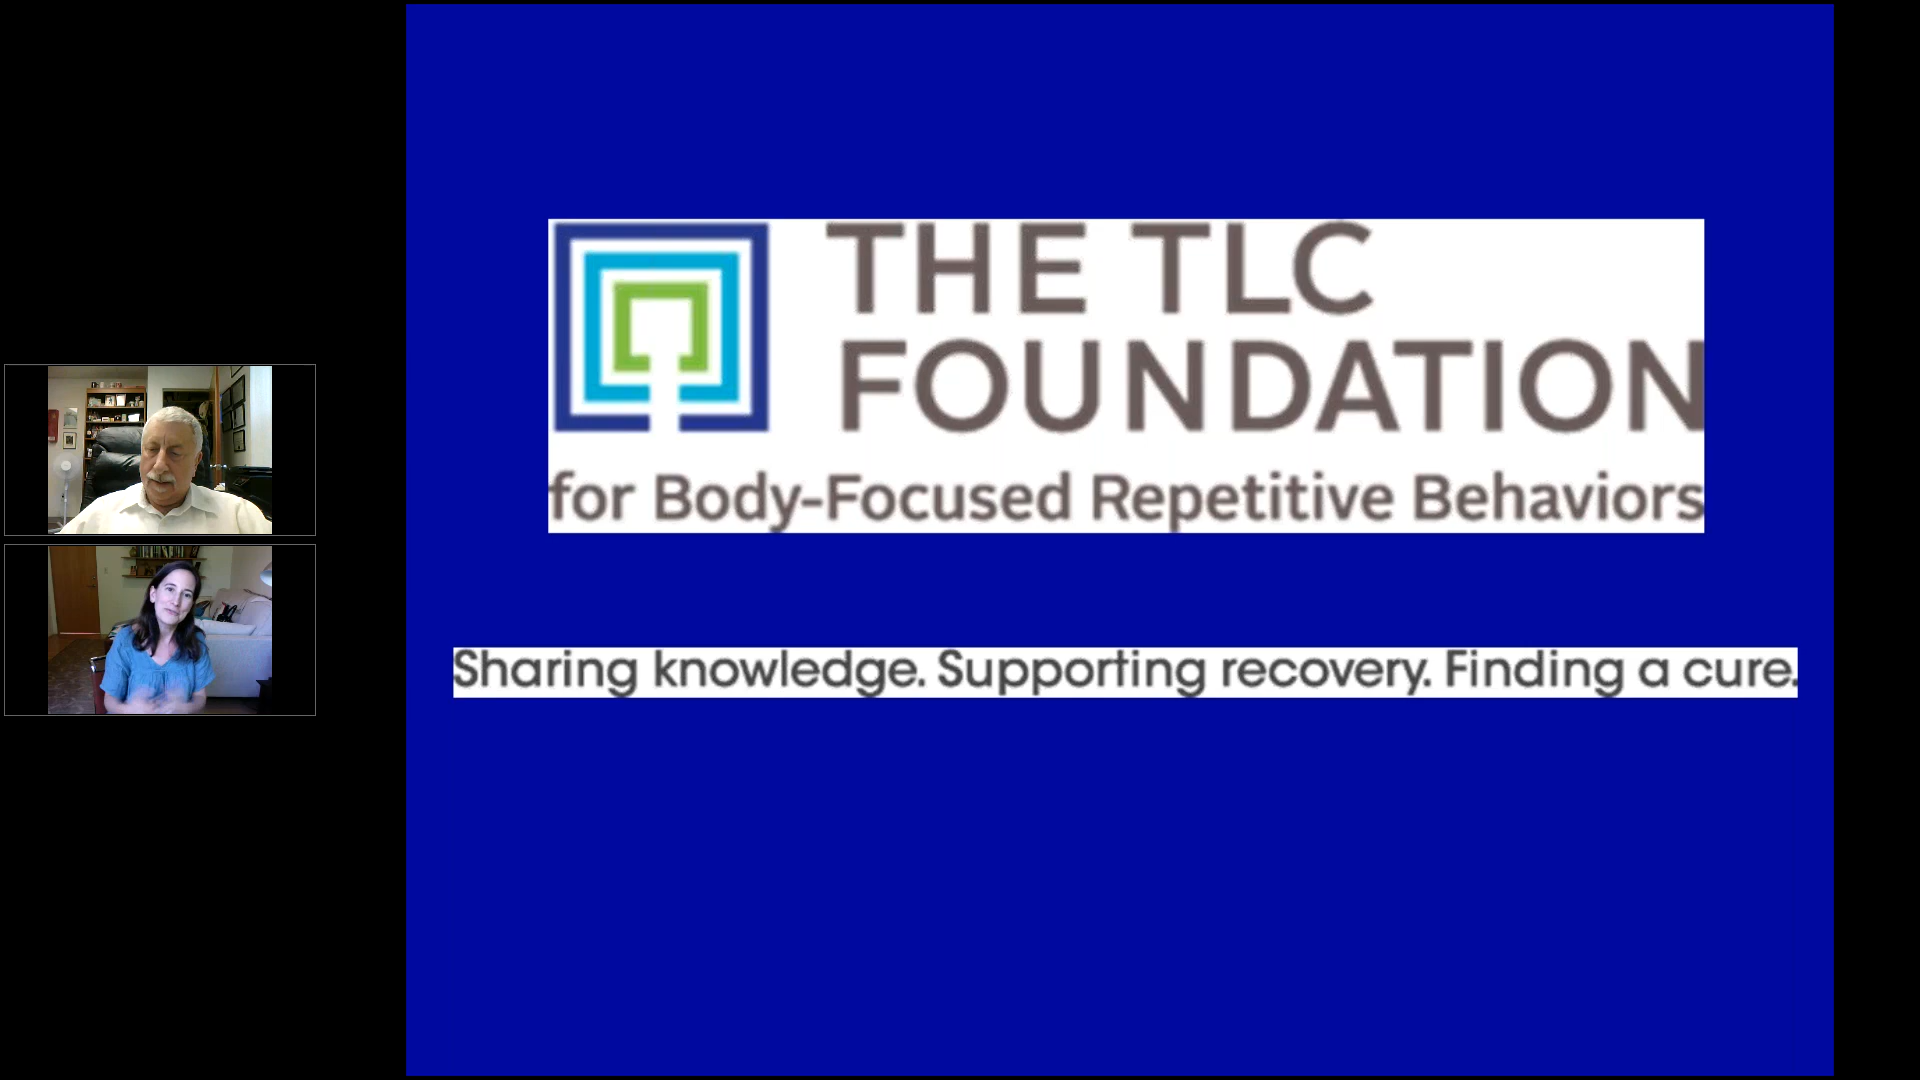 THE TLC
FOUNDATION
for Body-Focused Repetitive Behaviors
Sharing knowledge. Supporting recovery. Finding a cure.